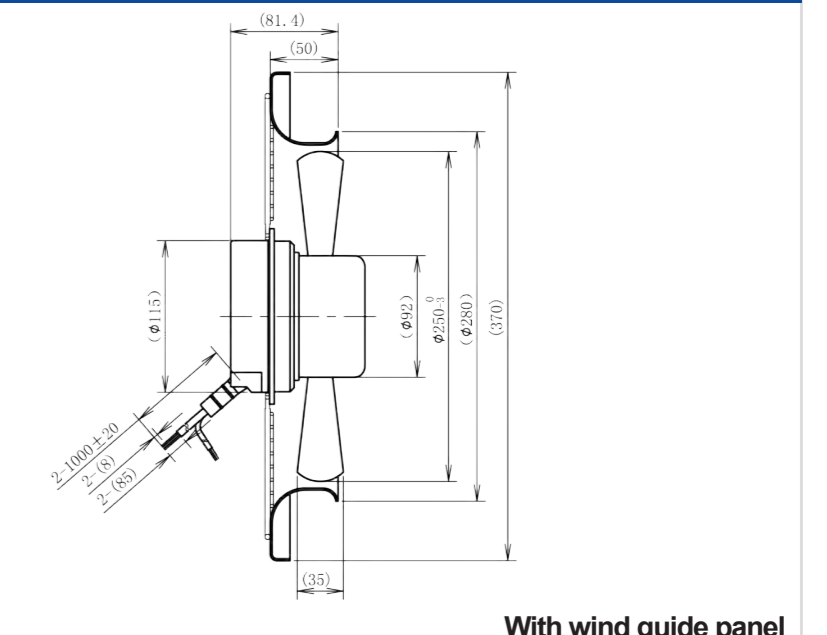 (81.4)
(50)
(ϕ115)
(ϕ92)
ϕ250-3 0
(ϕ280)
(370)
2-1000±20
2-(8)
2-(85)
(35)
With wind guide panel